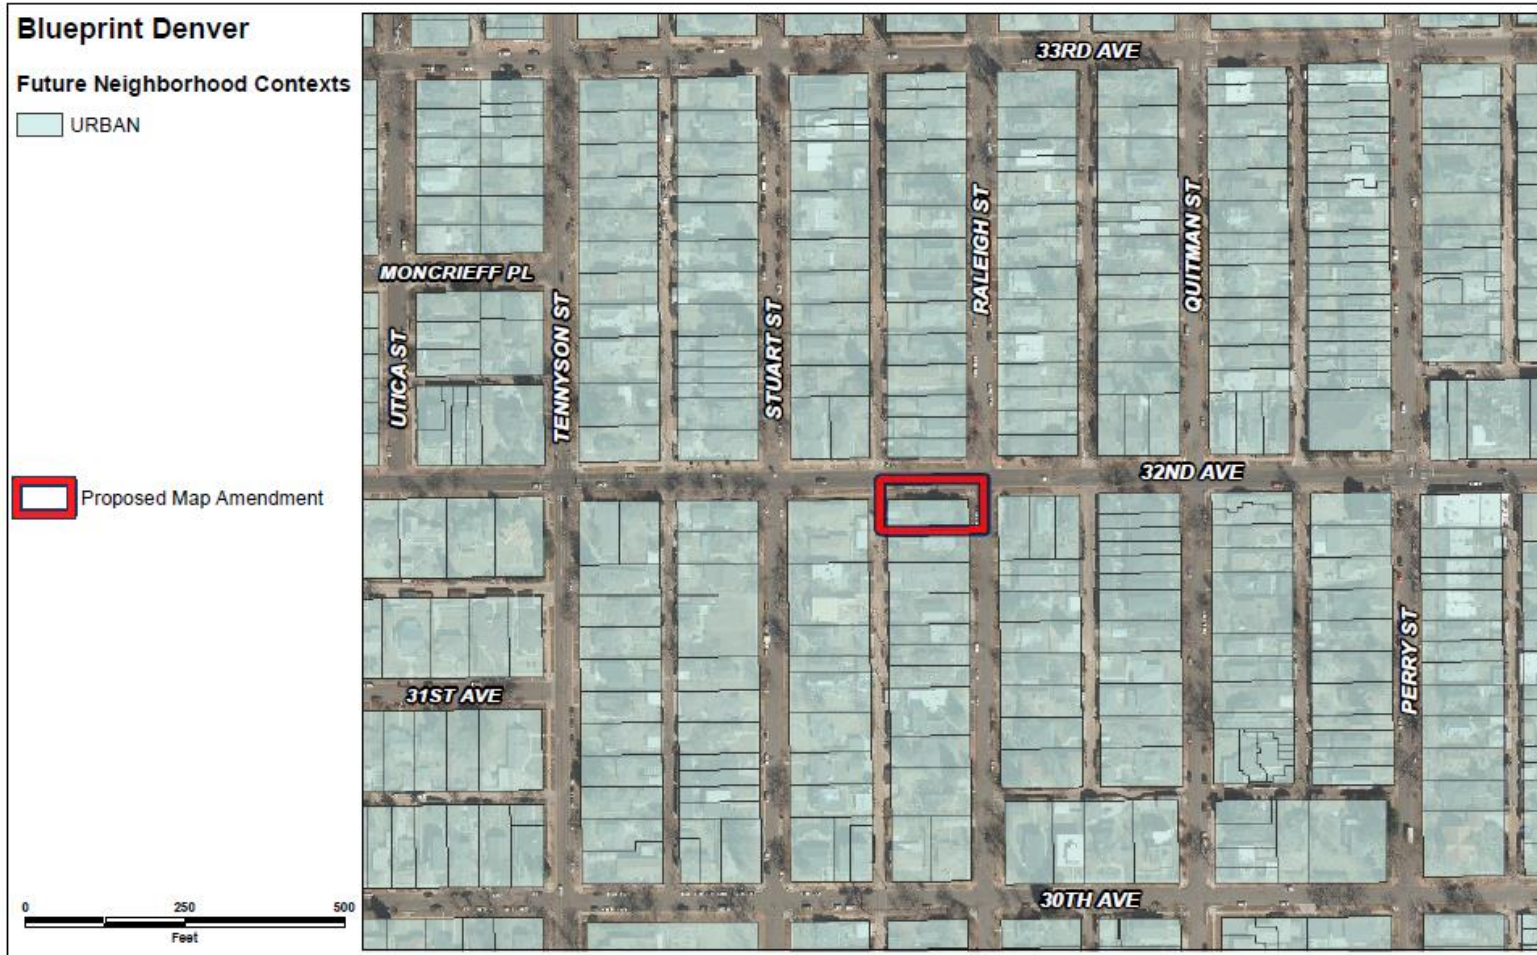 Blueprint Denver
Future Neighborhood Contexts
URBAN
Proposed Map Amendment
0 250 500
Feet
33RD AVE
RALEIGH ST
QUITMAN ST
MONCRIEFF PL
UTICA ST
TENNYSON ST
STUART ST
32ND AVE
PERRY ST
31ST AVE
30TH AVE